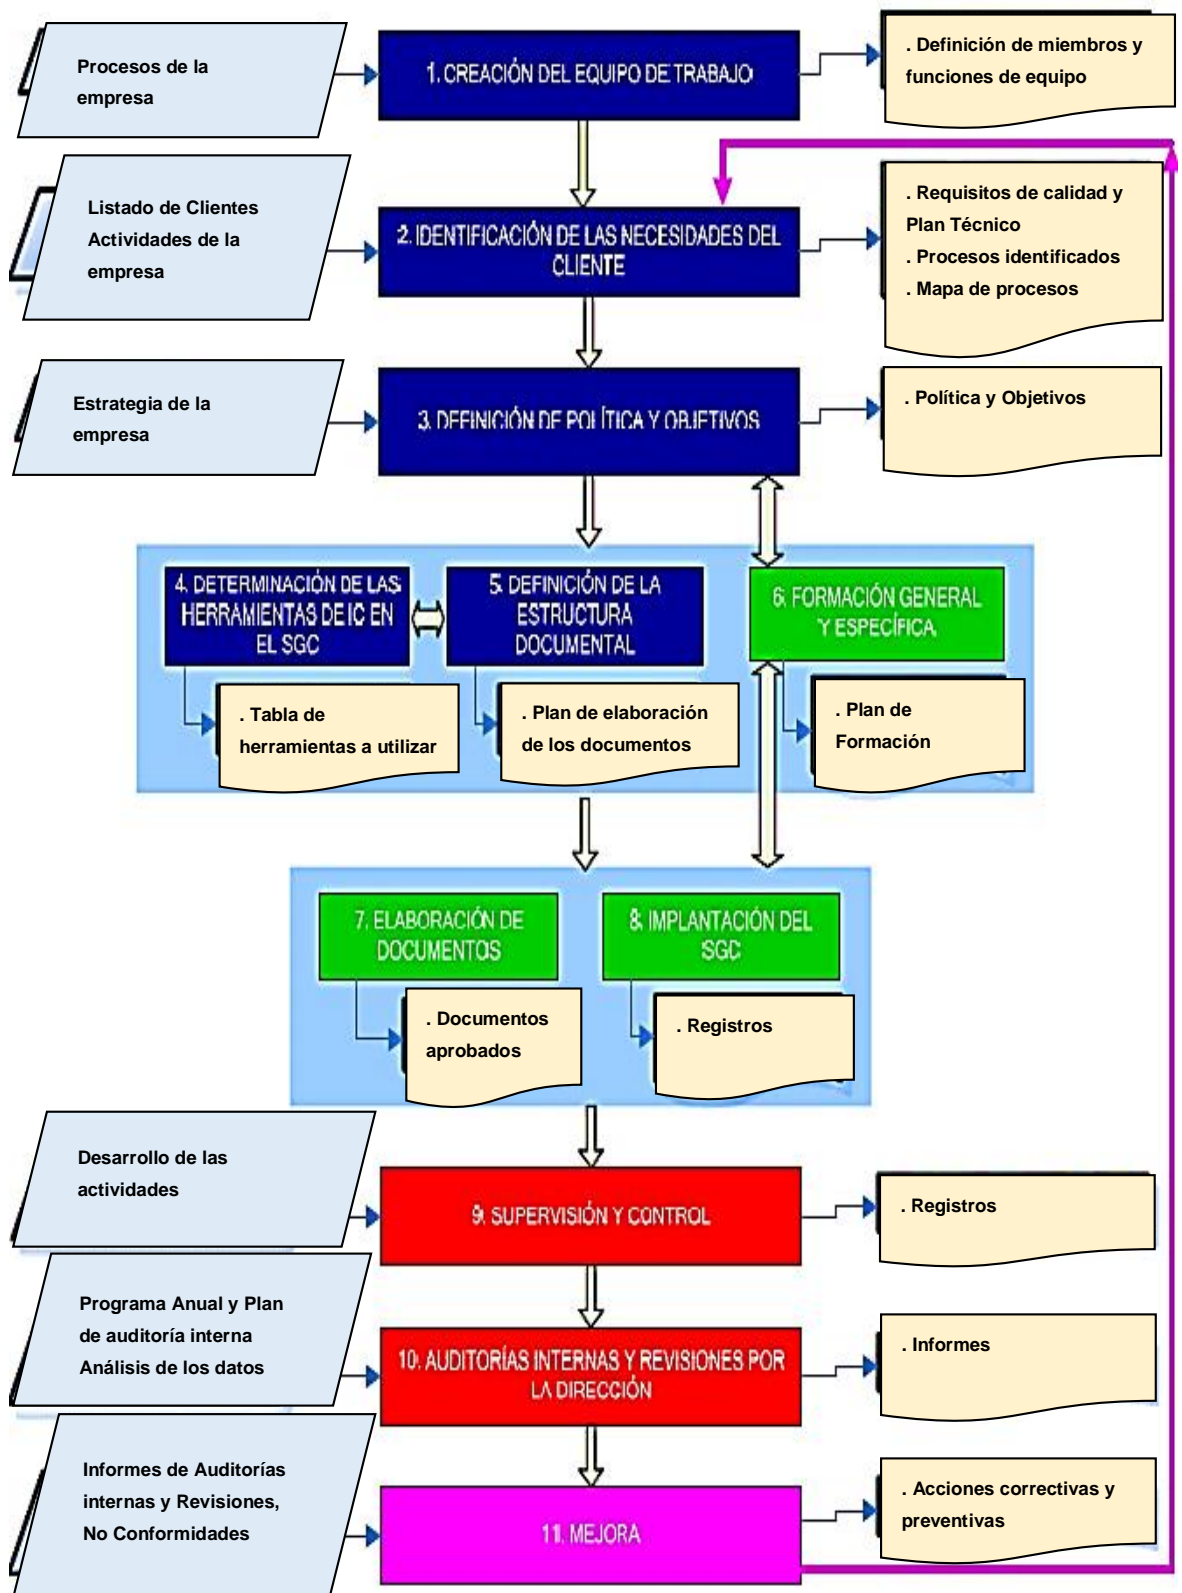 Procesos de la
empresa
1. CREACIÓN DEL EQUIPO DE TRABAJO
. Definición de miembros y
funciones de equipo
Listado de Clientes
Actividades de la
empresa
2. IDENTIFICACIÓN DE LAS NECESIDADES DEL
CLIENTE
. Requisitos de calidad y
Plan Técnico
. Procesos identificados
. Mapa de procesos
Estrategia de la
empresa
3. DEFINICIÓN DE POLÍTICA Y OBJETIVOS
. Política y Objetivos
4. DETERMINACIÓN DE LAS
HERRAMIENTAS DE IC EN
EL SGC
5. DEFINICIÓN DE LA
ESTRUCTURA
DOCUMENTAL
6. FORMACIÓN GENERAL
Y ESPECÍFICA
. Tabla de
herramientas a utilizar
. Plan de elaboración
de los documentos
. Plan de
Formación
7. ELABORACIÓN DE
DOCUMENTOS
8. IMPLANTACIÓN DEL
SGC
. Documentos
aprobados
. Registros
Desarrollo de las
actividades
9. SUPERVISIÓN Y CONTROL
. Registros
Programa Anual y Plan
de auditoría interna
Análisis de los datos
10. AUDITORÍAS INTERNAS Y REVISIONES POR
LA DIRECCIÓN
. Informes
Informes de Auditorías
internas y Revisiones,
No Conformidades
11. MEJORA
. Acciones correctivas y
preventivas